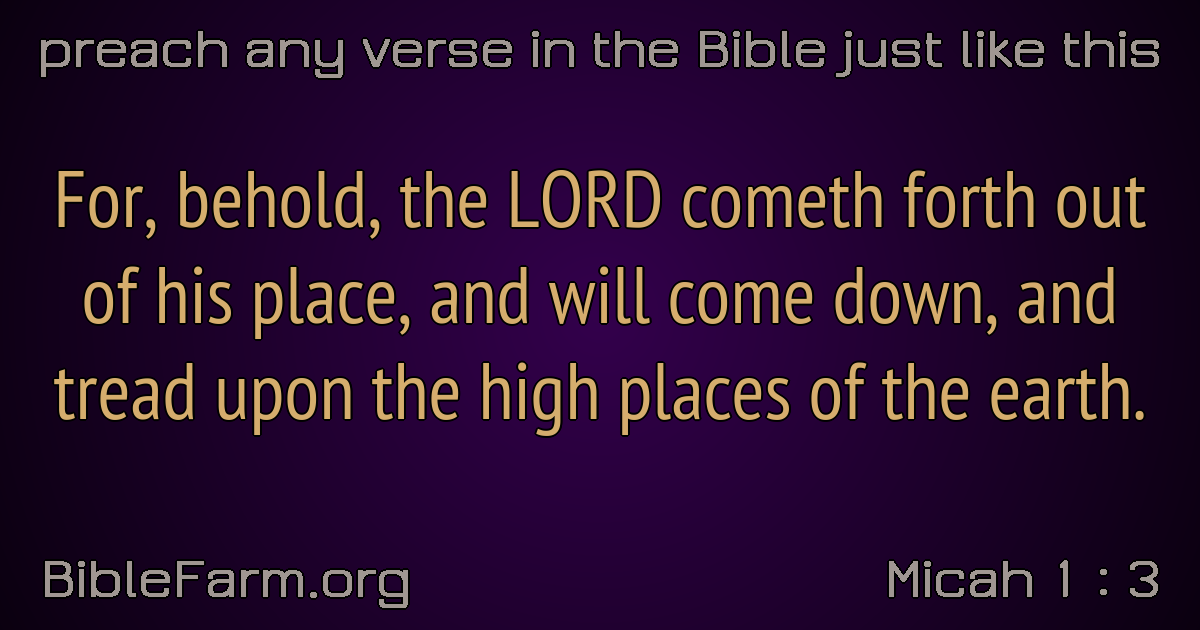 preach any verse in the Bible just like this
For, behold, the LORD cometh forth out
of his place, and will come down, and
tread upon the high places of the earth.
BibleFarm.org
Micah 1 : 3